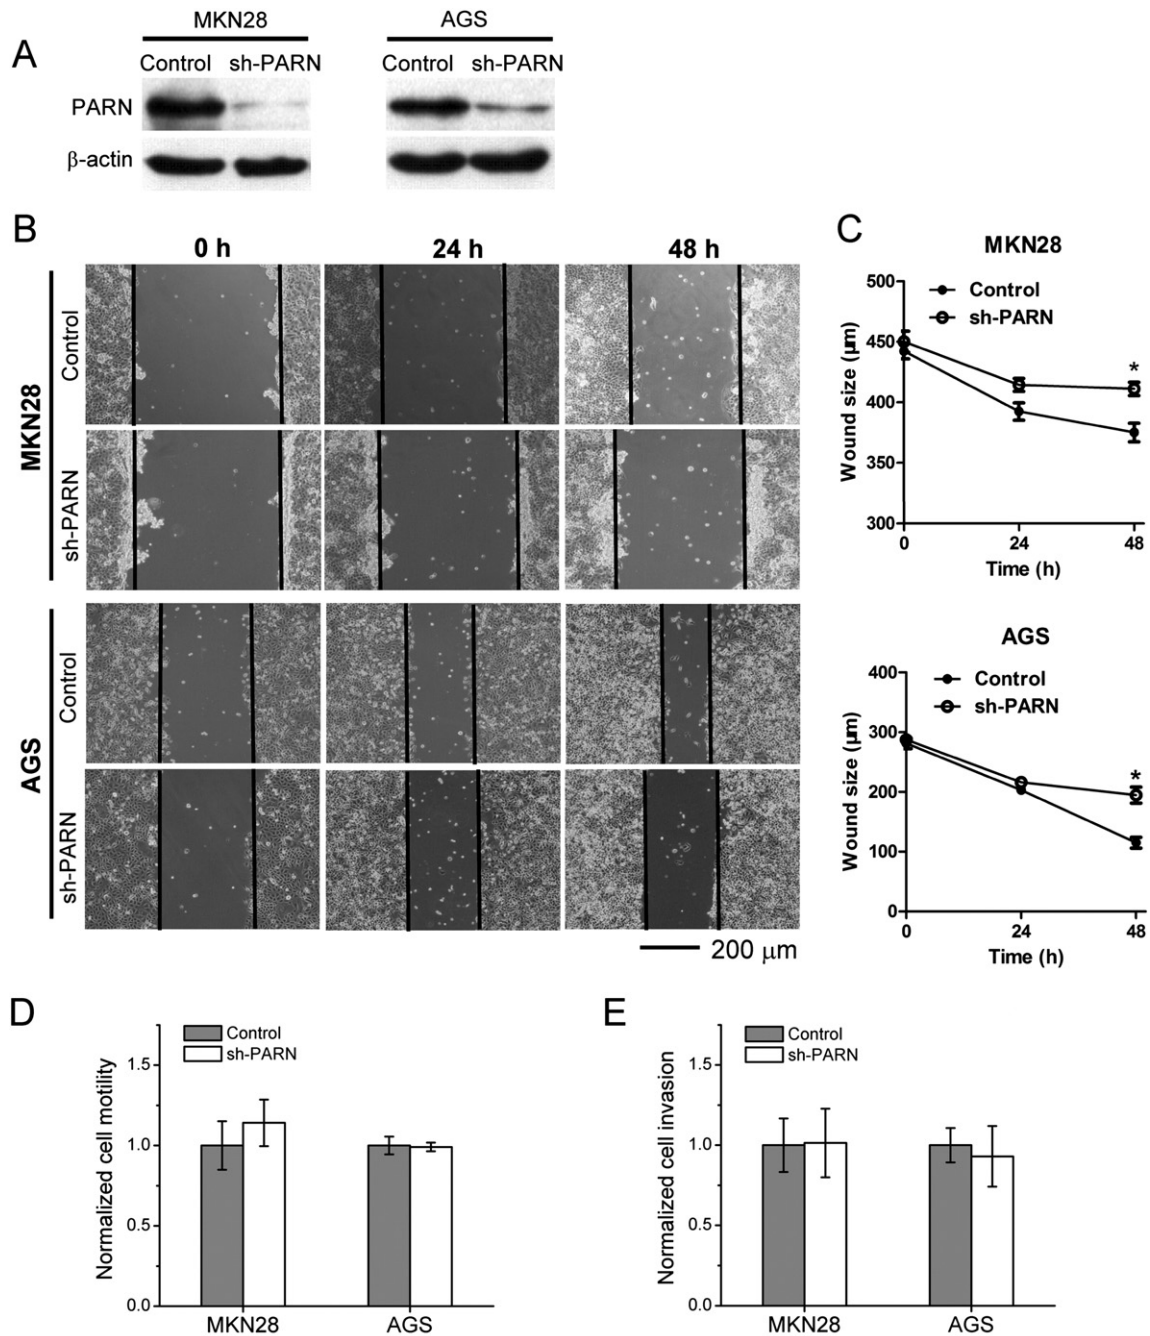 A
MKN28 AGS
Control sh-PARN Control sh-PARN
PARN
β-actin
B
0 h 24 h 48 h
MKN28
Control
sh-PARN
AGS
Control
sh-PARN
200 μm
C
MKN28
Control
sh-PARN
Wound size (μm)
500
450
400
350
300
*
0 24 48
Time (h)
AGS
Control
sh-PARN
Wound size (μm)
400
300
200
100
0
*
0 24 48
Time (h)
D
Control
sh-PARN
Normalized cell motility
1.5
1.0
0.5
0.0
MKN28 AGS
E
Control
sh-PARN
Normalized cell invasion
1.5
1.0
0.5
0.0
MKN28 AGS